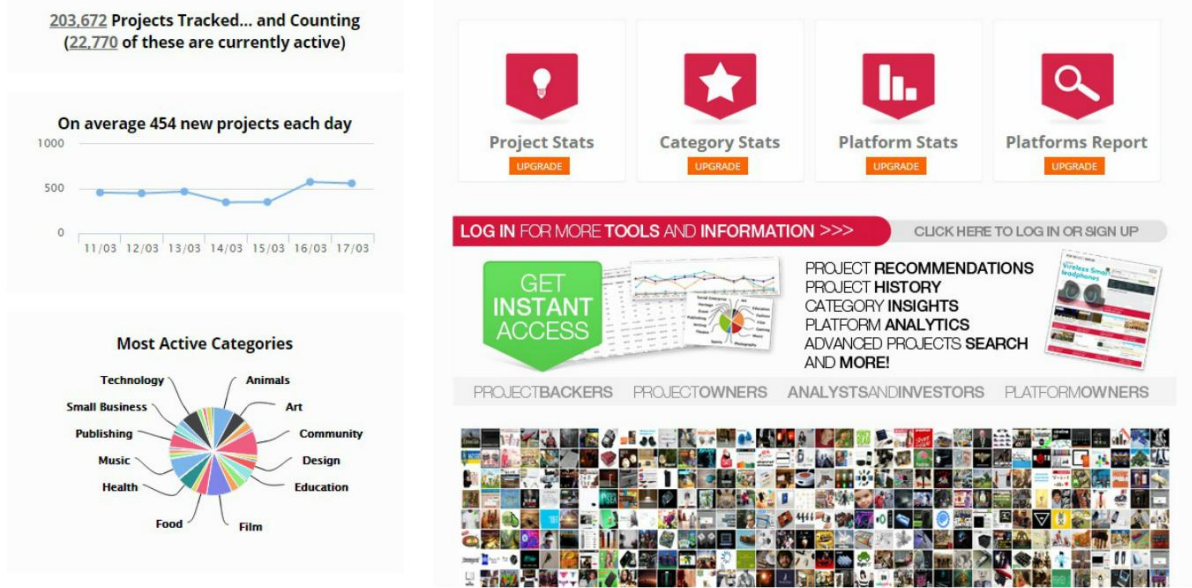 203,672 Projects Tracked... and Counting
(22,770 of these are currently active)
On average 454 new projects each day
1000
500
0
11/03 12/03 13/03 14/03 15/03 16/03 17/03
Most Active Categories
Technology
Animals
Small Business
Art
Publishing
Community
Music
Design
Health
Education
Food
Film
Project Stats
UPGRADE
Category Stats
UPGRADE
Platform Stats
UPGRADE
Platforms Report
UPGRADE
LOG IN FOR MORE TOOLS AND INFORMATION >>>
CLICK HERE TO LOG IN OR SIGN UP
GET
INSTANT
ACCESS
PROJECT RECOMMENDATIONS
PROJECT HISTORY
CATEGORY INSIGHTS
PLATFORM ANALYTICS
ADVANCED PROJECTS SEARCH
AND MORE!
PROJECTBACKERS PROJECTOWNERS ANALYSTSANDINVESTORS PLATFORMOWNERS